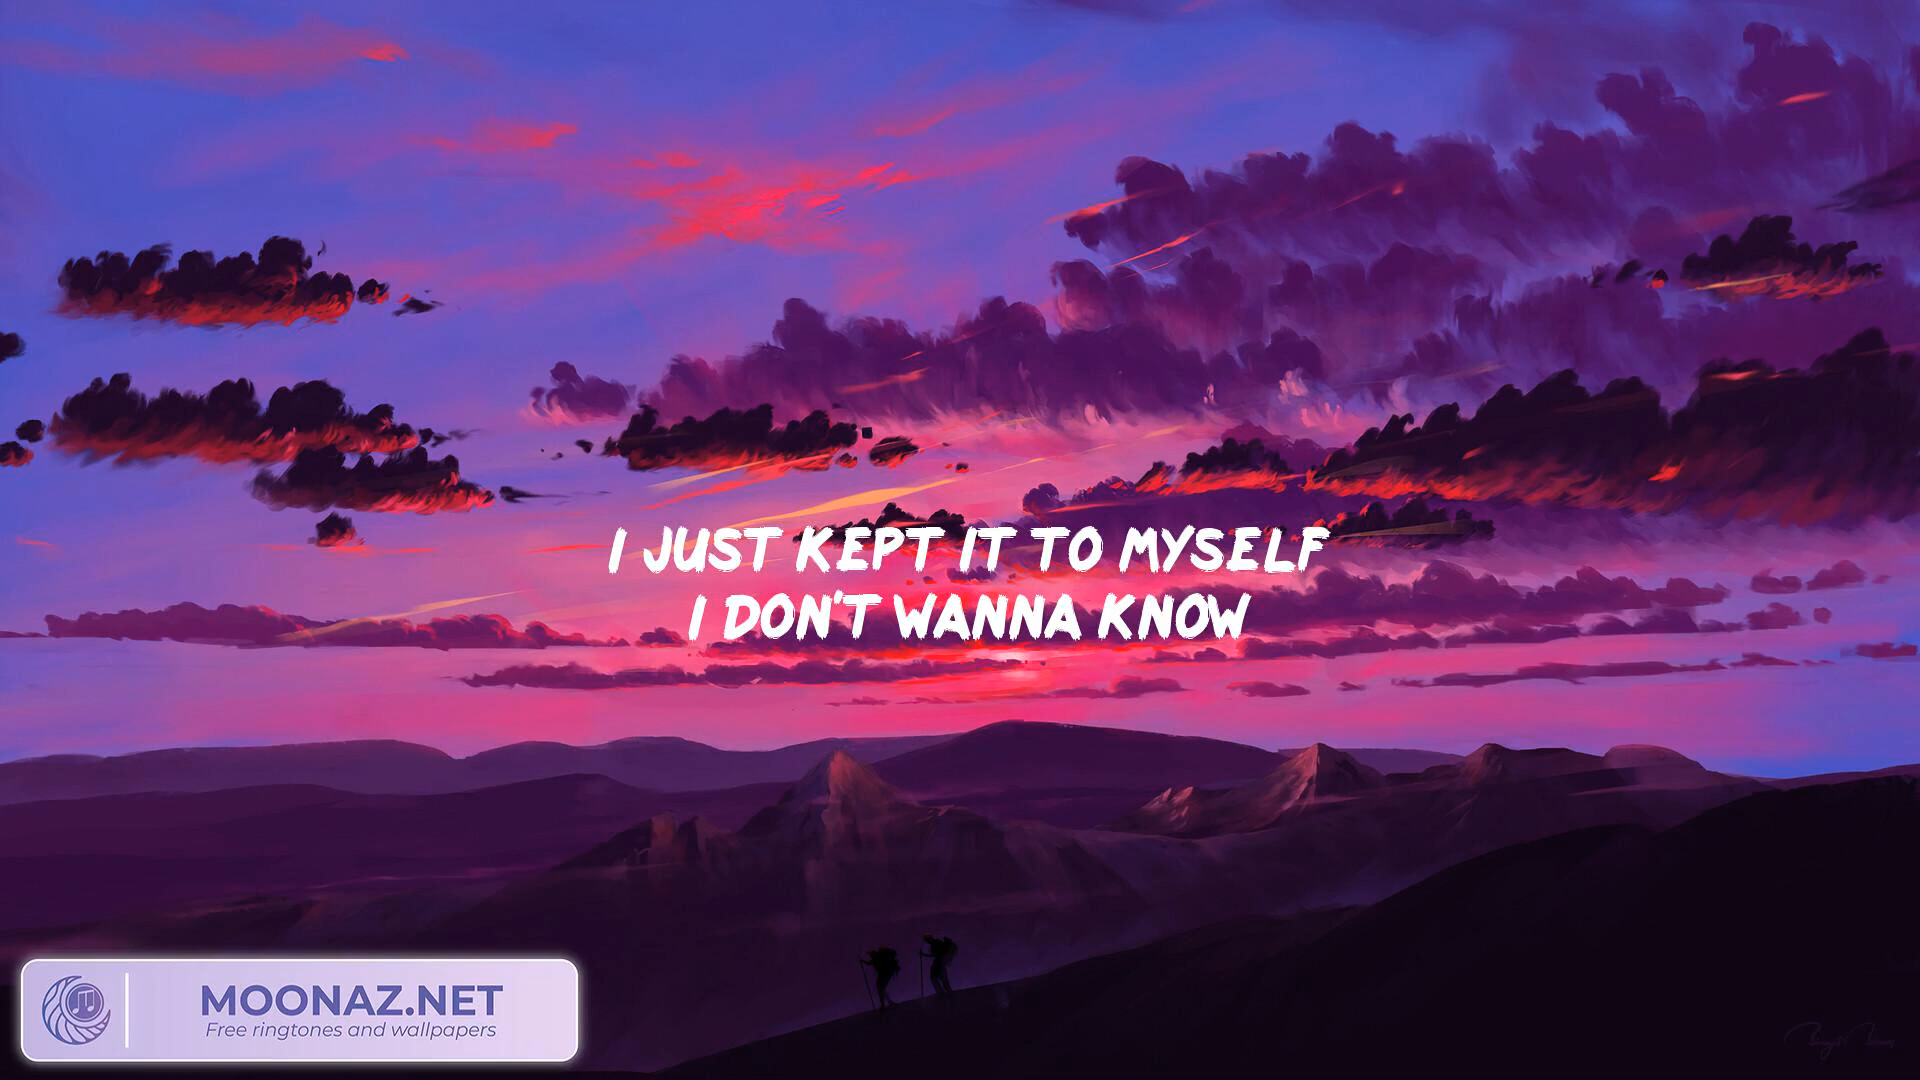 I JUST KEPT IT TO MYSELF
I DON'T WANNA KNOW
MOONAZ.NET
Free ringtones and wallpapers